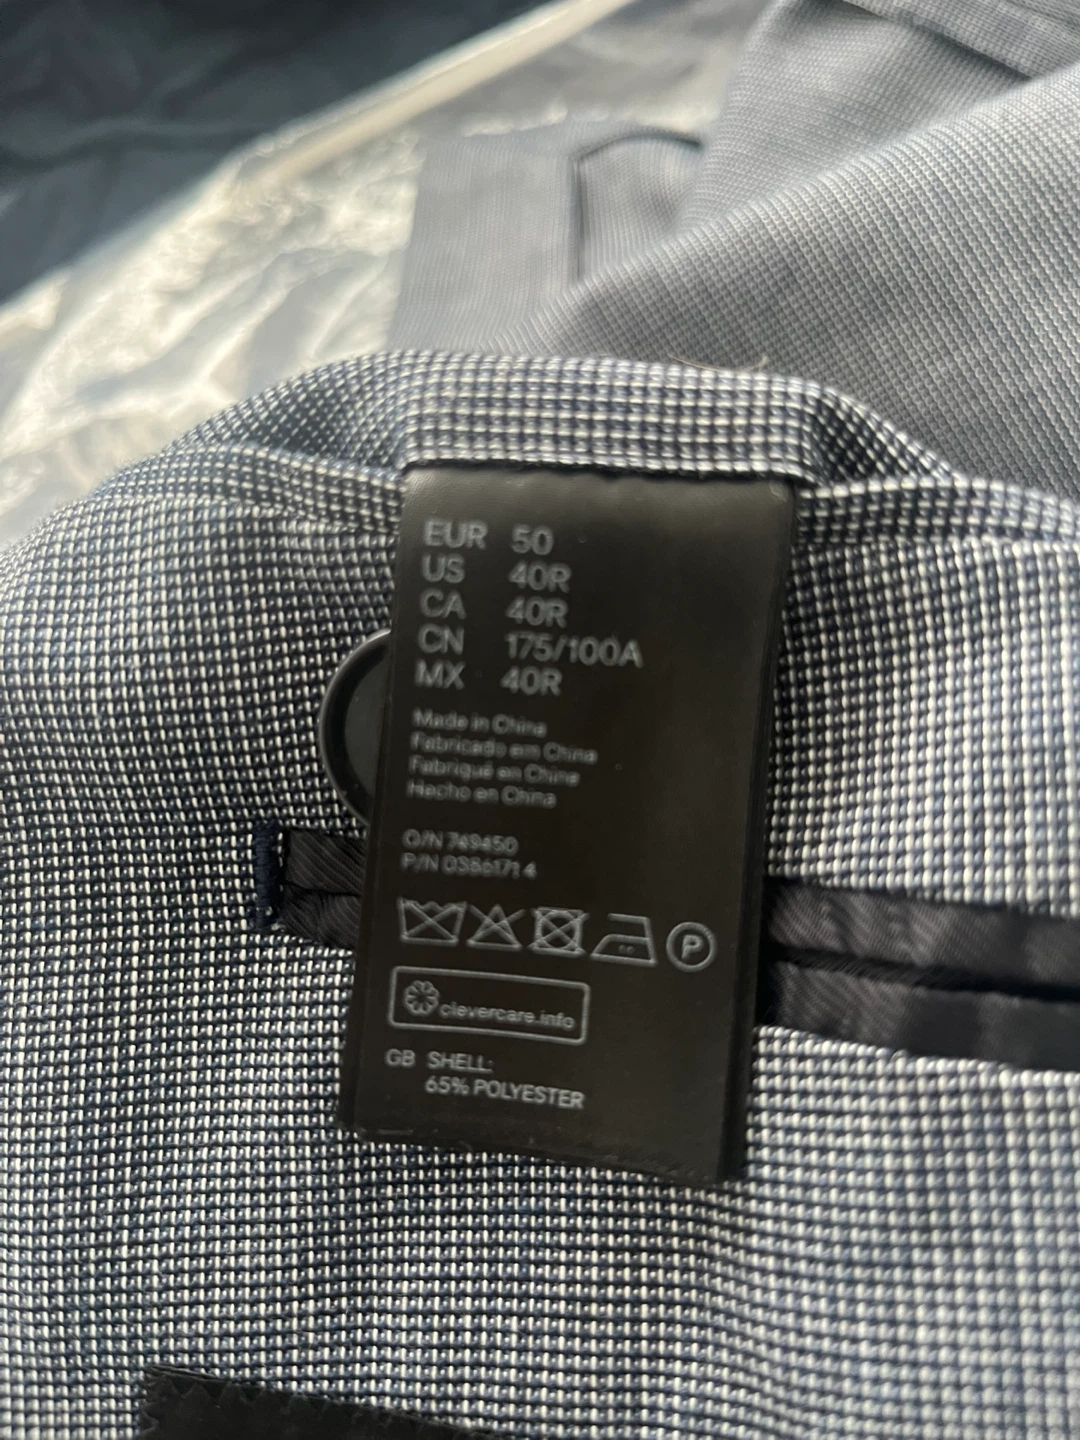 EUR 50
US 40R
CA 40R
CN 175/100A
MX 40R
Made in China
Fabricado em China
Fabriqué en Chine
Hecho en China
O/N 749450
P/N 0386171 4
P
clevercare.info
GB SHELL:
65% POLYESTER